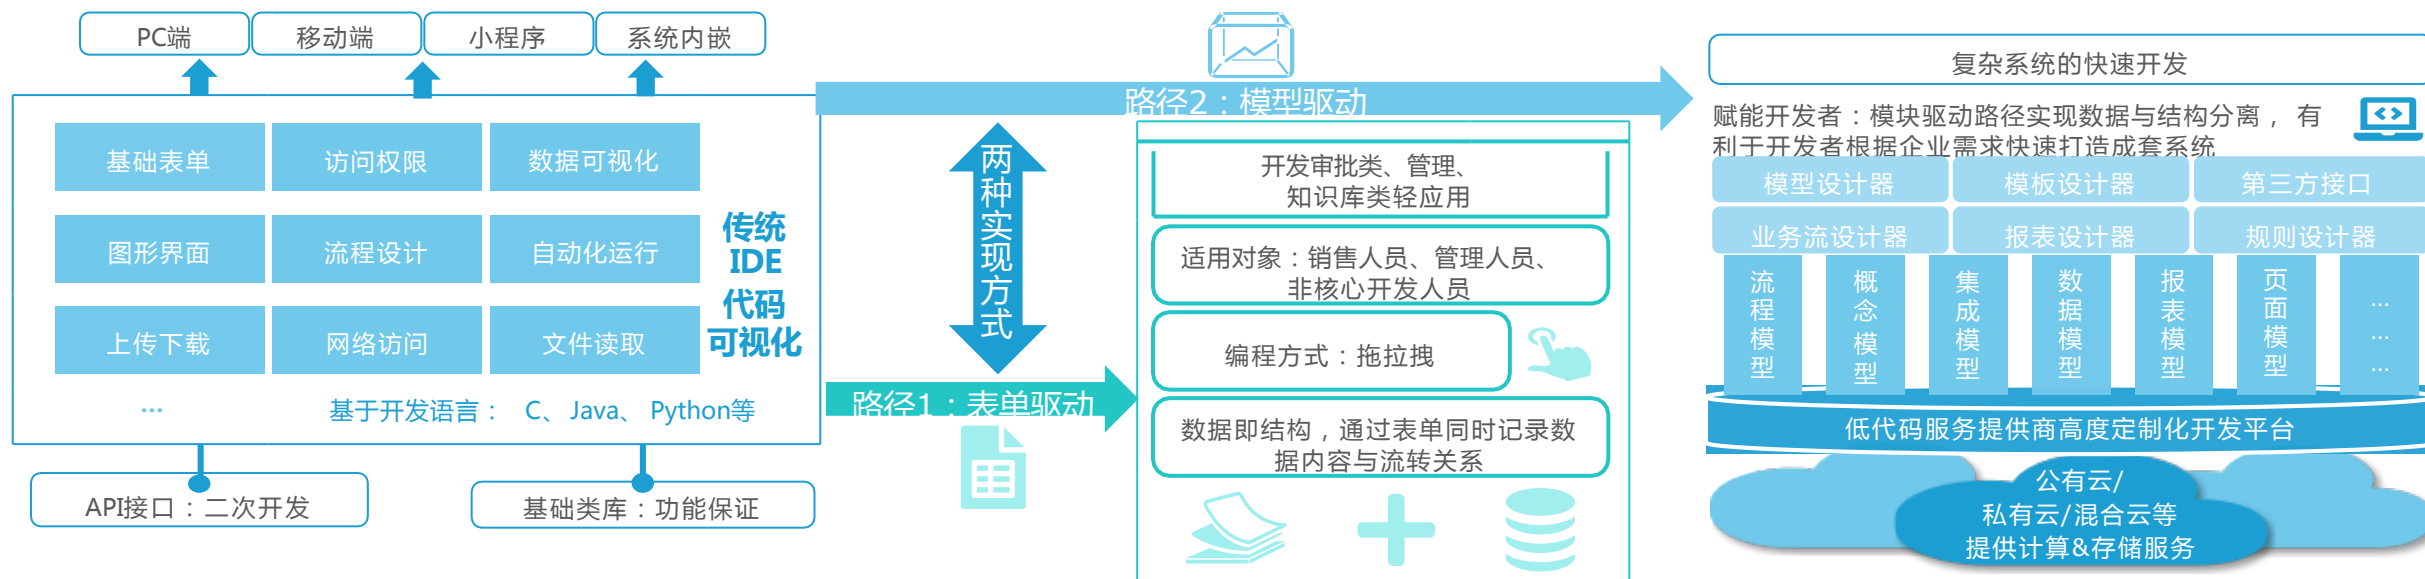 PC端
移动端
小程序
系统内嵌
基础表单
访问权限
数据可视化
图形界面
流程设计
自动化运行
上传下载
网络访问
文件读取
...
传统
IDE
代码
可视化
基于开发语言： C、Java、Python等
API接口：二次开发
基础类库：功能保证
路径2：模型驱动
两种实现方式
路径1：表单驱动
开发审批类、管理、
知识库类轻应用
适用对象：销售人员、管理人员、
非核心开发人员
编程方式：拖拉拽
数据即结构，通过表单同时记录数
据内容与流转关系
复杂系统的快速开发
赋能开发者：模块驱动路径实现数据与结构分离， 有
利于开发者根据企业需求快速打造成套系统
模型设计器
模板设计器
第三方接口
业务流设计器
报表设计器
规则设计器
流程模型
概念模型
集成模型
数据模型
报表模型
页面模型
...
...
...
低代码服务提供商高度定制化开发平台
公有云/
私有云/混合云等
提供计算&存储服务